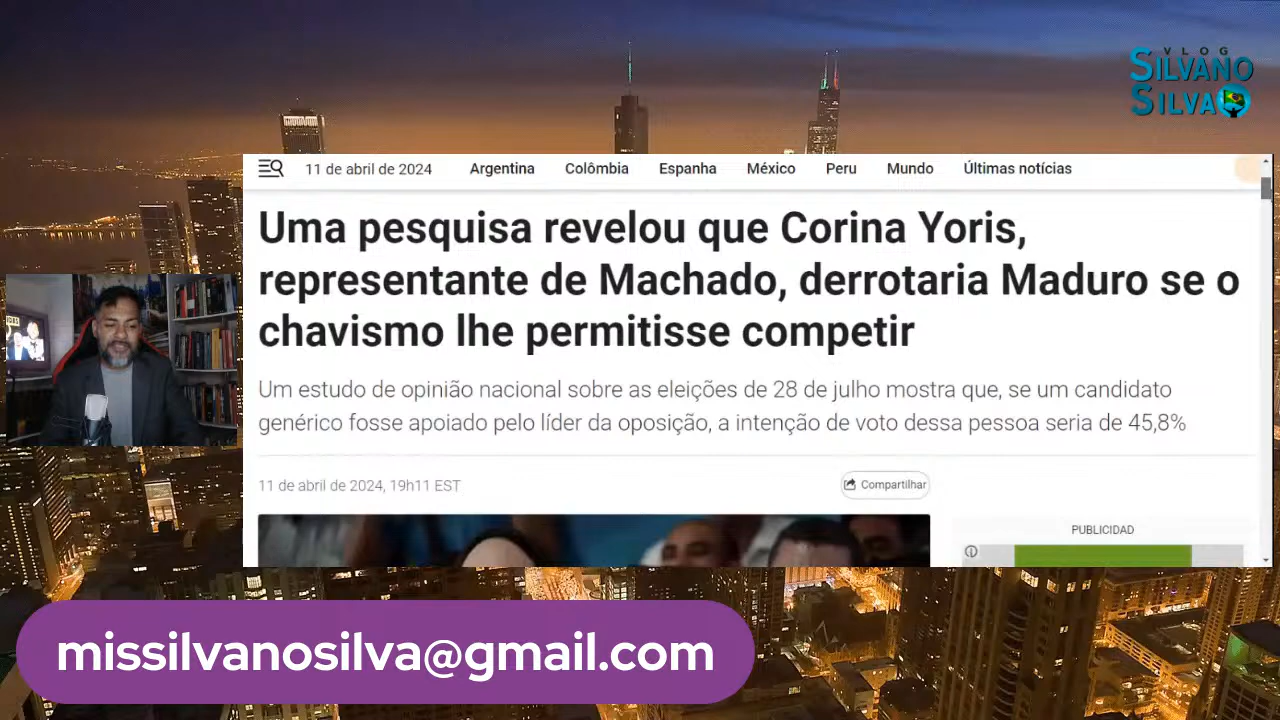 VLOG
SILVANO
SILVA
11 de abril de 2024 Argentina Colômbia Espanha México Peru Mundo Últimas notícias
Uma pesquisa revelou que Corina Yoris,
representante de Machado, derrotaria Maduro se o
chavismo lhe permitisse competir
Um estudo de opinião nacional sobre as eleições de 28 de julho mostra que, se um candidato
genérico fosse apoiado pelo líder da oposição, a intenção de voto dessa pessoa seria de 45,8%
11 de abril de 2024, 19h11 EST
Compartilhar
PUBLICIDAD
missilvanosilva@gmail.com